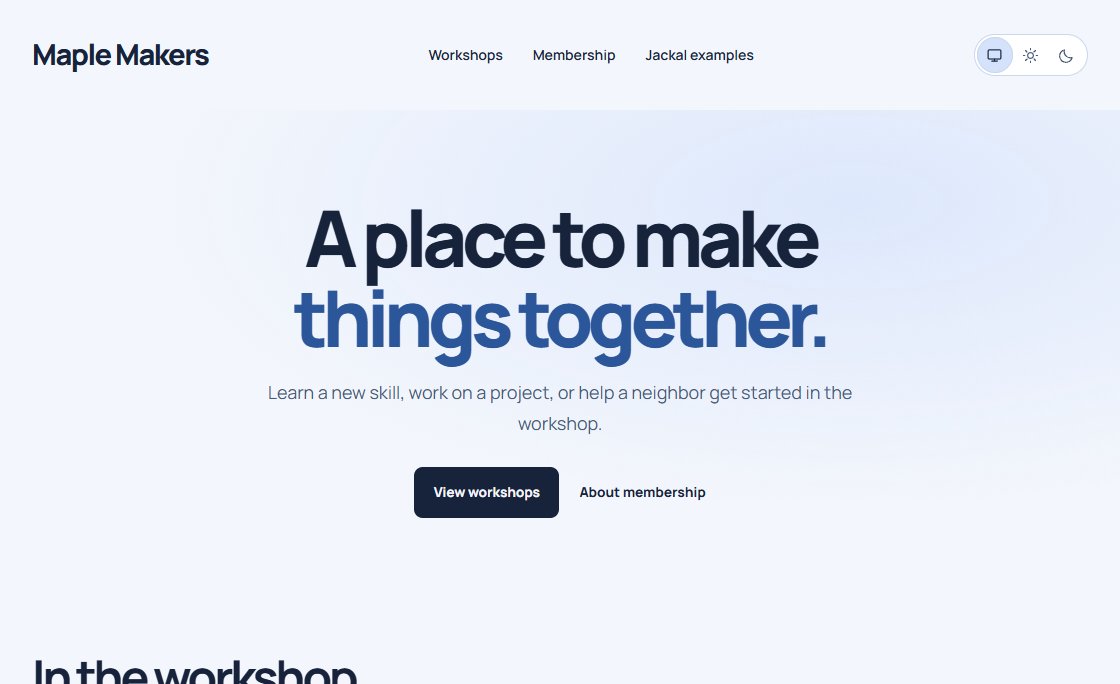 Maple Makers
Workshops
Membership
Jackal examples
A place to make
things together.
Learn a new skill, work on a project, or help a neighbor get started in the
workshop.
View workshops
About membership
In the workshop